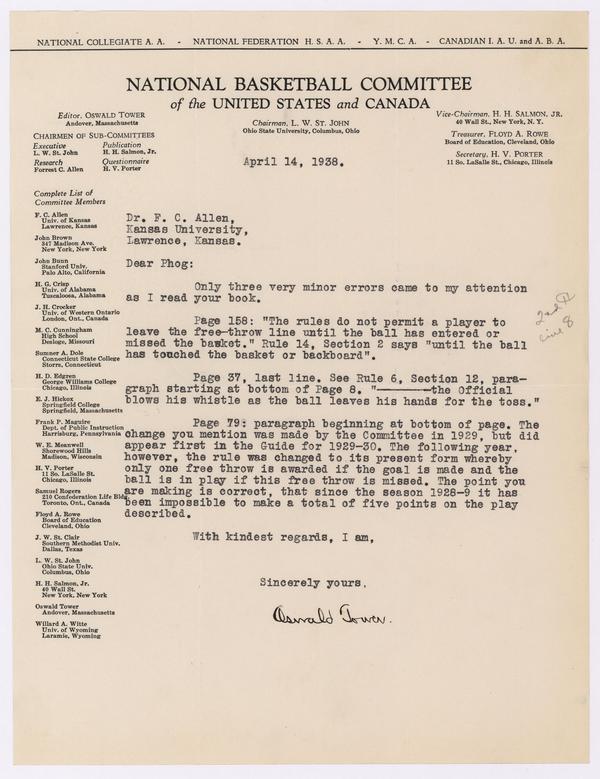 NATIONAL COLLEGIATE A. A. - NATIONAL FEDERATION H. S. A. A. - Y. M. C. A. - CANADIAN I. A. U. and A. B. A.
NATIONAL BASKETBALL COMMITTEE
of the UNITED STATES and CANADA
Editor, OSWALD TOWER
Andover, Massachusetts
CHAIRMEN OF SUB-COMMITTEES
Executive Publication
L. W. St. John H. H. Salmon, Jr.
Research Questionnaire
Forrest C. Allen H. V. Porter
Chairman, L. W. ST. JOHN
Ohio State University, Columbus, Ohio
Vice-Chairman, H. H. SALMON, JR.
40 Wall St., New York, N. Y.
Treasurer, FLOYD A. ROWE
Board of Education, Cleveland, Ohio
Secretary, H. V. PORTER
11 So. LaSalle St., Chicago, Illinois
April 14, 1938.
Complete List of
Committee Members
F. C. Allen
Univ. of Kansas
Lawrence, Kansas
John Brown
347 Madison Ave.
New York, New York
John Bunn
Stanford Univ.
Palo Alto, California
H. G. Crisp
Univ. of Alabama
Tuscaloosa, Alabama
J. H. Crocker
Univ. of Western Ontario
London, Ont., Canada
M. C. Cunningham
High School
Desloge, Missouri
Sumner A. Dole
Connecticut State College
Storrs, Connecticut
H. D. Edgren
George Williams College
Chicago, Illinois
E. J. Hickox
Springfield College
Springfield, Massachusetts
Frank P. Maguire
Dept. of Public Instruction
Harrisburg, Pennsylvania
W. E. Meanwell
Shorewood Hills
Madison, Wisconsin
H. V. Porter
11 So. LaSalle St.
Chicago, Illinois
Samuel Rogers
210 Confederation Life Bldg.
Toronto, Ont., Canada
Floyd A. Rowe
Board of Education
Cleveland, Ohio
J. W. St. Clair
Southern Methodist Univ.
Dallas, Texas
L. W. St. John
Ohio State Univ.
Columbus, Ohio
H. H. Salmon, Jr.
40 Wall St.
New York, New York
Oswald Tower
Andover, Massachusetts
Willard A. Witte
Univ. of Wyoming
Laramie, Wyoming
Dr. F. C. Allen,
Kansas University,
Lawrence, Kansas.
Dear Phog:
Only three very minor errors came to my attention
as I read your book.
Page 158: "The rules do not permit a player to
leave the free-throw line until the ball has entered or
missed the basket." Rule 14, Section 2 says "until the ball
has touched the basket or backboard".
Page 37, last line. See Rule 6, Section 12, para-
graph starting at bottom of Page 8, "———the Official
blows his whistle as the ball leaves his hands for the toss."
Page 79: paragraph beginning at bottom of page. The
change you mention was made by the Committee in 1929, but did
appear first in the Guide for 1929-30. The following year,
however, the rule was changed to its present form whereby
only one free throw is awarded if the goal is made and the
ball is in play if this free throw is missed. The point you
are making is correct, that since the season 1928-9 it has
been impossible to make a total of five points on the play
described.
With kindest regards, I am,
Sincerely yours,
Oswald Tower.
2nd
8